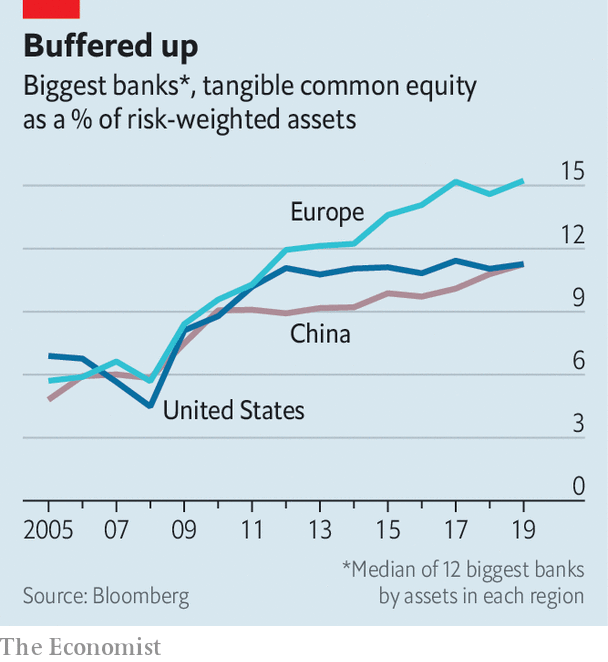 Buffered up
Biggest banks*, tangible common equity
as a % of risk-weighted assets
15
Europe
12
9
China
6
United States
3
0
2005 07 09 11 13 15 17 19
*Median of 12 biggest banks
Source: Bloomberg by assets in each region
The Economist